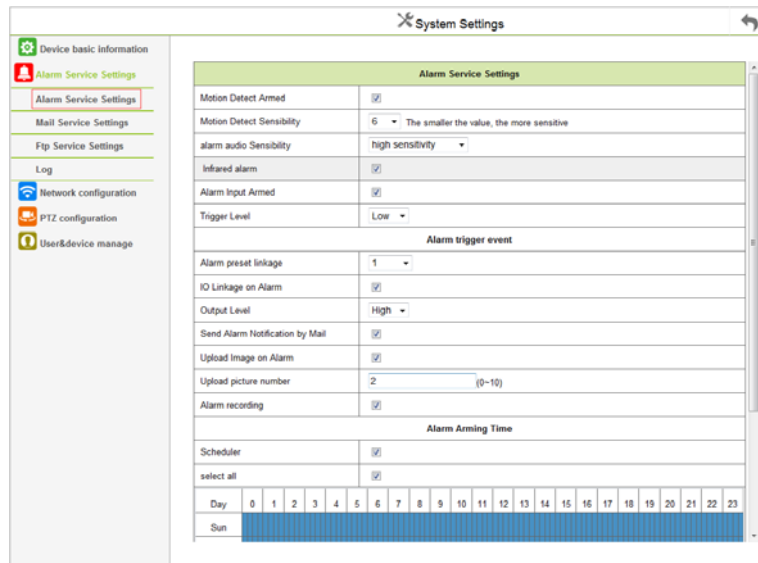 System Settings
Device basic information
Alarm Service Settings
Alarm Service Settings
Mail Service Settings
Ftp Service Settings
Log
Network configuration
PTZ configuration
User&device manage
Alarm Service Settings
Motion Detect Armed
Motion Detect Sensibility 6 The smaller the value, the more sensitive
alarm audio Sensibility high sensitivity
Infrared alarm
Alarm Input Armed
Trigger Level Low
Alarm trigger event
Alarm preset linkage 1
IO Linkage on Alarm
Output Level High
Send Alarm Notification by Mail
Upload Image on Alarm
Upload picture number 2 (0~10)
Alarm recording
Alarm Arming Time
Scheduler
select all
Day 0 1 2 3 4 5 6 7 8 9 10 11 12 13 14 15 16 17 18 19 20 21 22 23
Sun